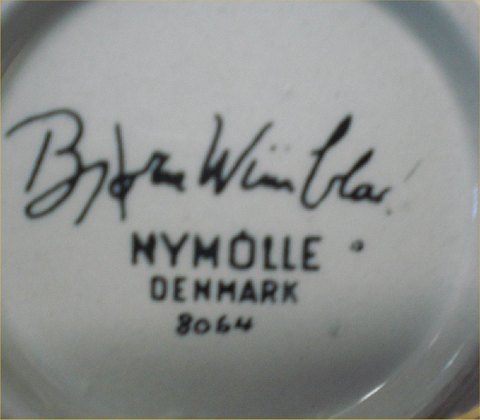 Bjørn Wiinblad
NYMÖLLE
DENMARK
8064